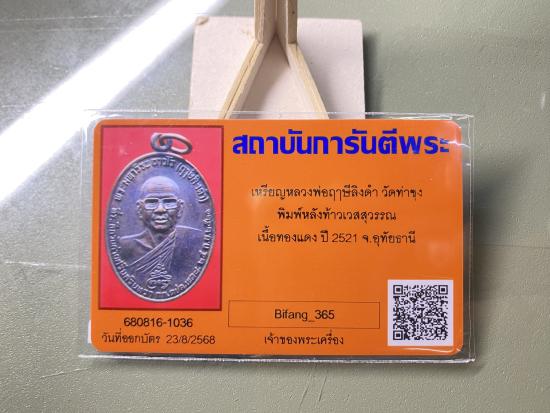 สถาบันการันตีพระ
เหรียญหลวงพ่อฤาษีลิงดำ วัดท่าซุง
พิมพ์หลังท้าวเวสสุวรรณ
เนื้อทองแดง ปี 2521 จ.อุทัยธานี
Bifang_365
เจ้าของพระเครื่อง
680816-1036
วันที่ออกบัตร 23/8/2568